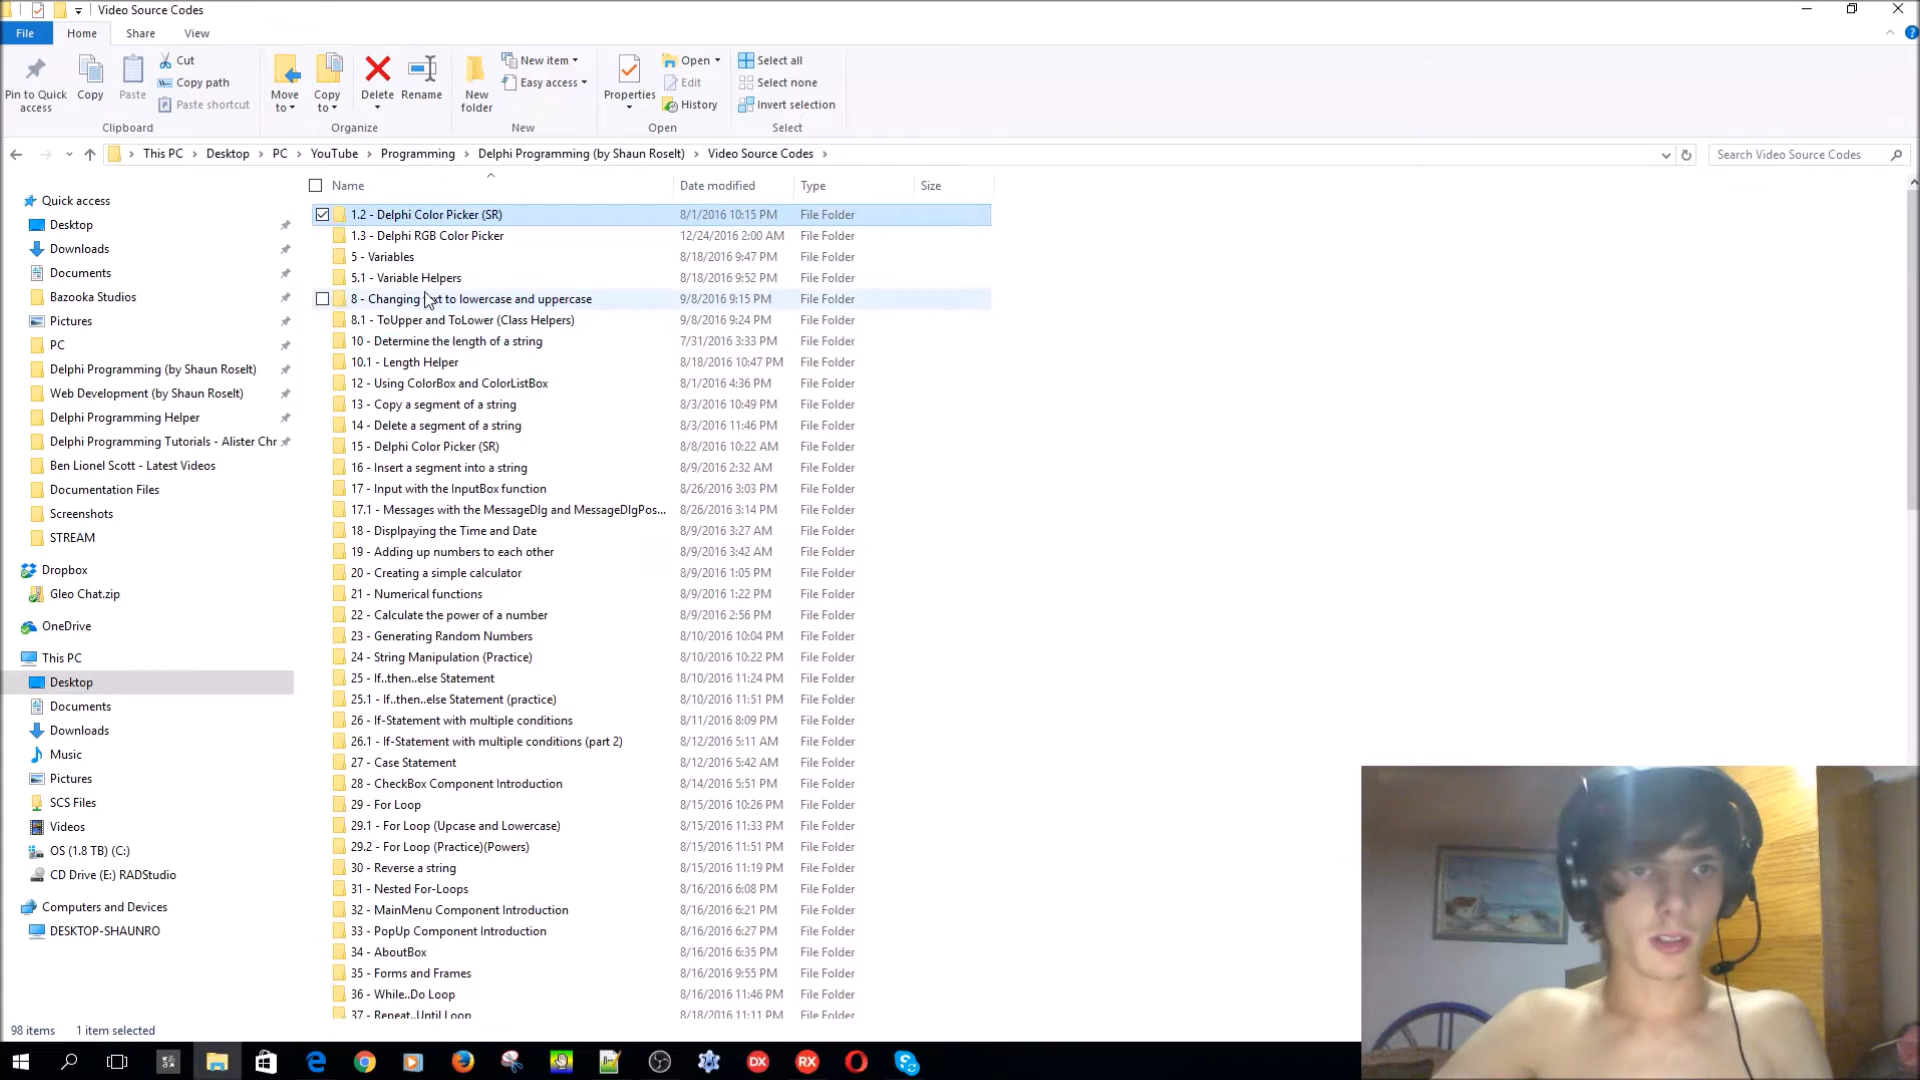 Video Source Codes
File Home Share View
Pin to Quick access
Copy
Paste
Cut
Copy path
Paste shortcut
Clipboard
Move to
Copy to
Delete
Rename
Organize
New folder
New item
Easy access
New
Properties
Open
Edit
History
Open
Select all
Select none
Invert selection
Select
This PC > Desktop > PC > YouTube > Programming > Delphi Programming (by Shaun Roselt) > Video Source Codes >
Search Video Source Codes
Quick access
Desktop
Downloads
Documents
Bazooka Studios
Pictures
PC
Delphi Programming (by Shaun Roselt)
Web Development (by Shaun Roselt)
Delphi Programming Helper
Delphi Programming Tutorials - Alister Chr
Ben Lionel Scott - Latest Videos
Documentation Files
Screenshots
STREAM
Dropbox
Gleo Chat.zip
OneDrive
This PC
Desktop
Documents
Downloads
Music
Pictures
SCS Files
Videos
OS (1.8 TB) (C:)
CD Drive (E:) RADStudio
Computers and Devices
DESKTOP-SHAUNRO
Name Date modified Type Size
1.2 - Delphi Color Picker (SR) 8/1/2016 10:15 PM File Folder
1.3 - Delphi RGB Color Picker 12/24/2016 2:00 AM File Folder
5 - Variables 8/18/2016 9:47 PM File Folder
5.1 - Variable Helpers 8/18/2016 9:52 PM File Folder
8 - Changing to lowercase and uppercase 9/8/2016 9:15 PM File Folder
8.1 - ToUpper and ToLower (Class Helpers) 9/8/2016 9:24 PM File Folder
10 - Determine the length of a string 7/31/2016 3:33 PM File Folder
10.1 - Length Helper 8/18/2016 10:47 PM File Folder
12 - Using ColorBox and ColorListBox 8/1/2016 4:36 PM File Folder
13 - Copy a segment of a string 8/3/2016 10:49 PM File Folder
14 - Delete a segment of a string 8/3/2016 11:46 PM File Folder
15 - Delphi Color Picker (SR) 8/8/2016 10:22 AM File Folder
16 - Insert a segment into a string 8/9/2016 2:32 AM File Folder
17 - Input with the InputBox function 8/26/2016 3:03 PM File Folder
17.1 - Messages with the MessageDlg and MessageDlgPos... 8/26/2016 3:14 PM File Folder
18 - Displpaying the Time and Date 8/9/2016 3:27 AM File Folder
19 - Adding up numbers to each other 8/9/2016 3:42 AM File Folder
20 - Creating a simple calculator 8/9/2016 1:05 PM File Folder
21 - Numerical functions 8/9/2016 1:22 PM File Folder
22 - Calculate the power of a number 8/9/2016 2:56 PM File Folder
23 - Generating Random Numbers 8/10/2016 10:04 PM File Folder
24 - String Manipulation (Practice) 8/10/2016 10:22 PM File Folder
25 - If..then..else Statement 8/10/2016 11:24 PM File Folder
25.1 - If..then..else Statement (practice) 8/10/2016 11:51 PM File Folder
26 - If-Statement with multiple conditions 8/11/2016 8:09 PM File Folder
26.1 - If-Statement with multiple conditions (part 2) 8/12/2016 5:11 AM File Folder
27 - Case Statement 8/12/2016 5:42 AM File Folder
28 - CheckBox Component Introduction 8/14/2016 5:51 PM File Folder
29 - For Loop 8/15/2016 10:26 PM File Folder
29.1 - For Loop (Upcase and Lowercase) 8/15/2016 11:33 PM File Folder
29.2 - For Loop (Practice)(Powers) 8/15/2016 11:51 PM File Folder
30 - Reverse a string 8/15/2016 11:19 PM File Folder
31 - Nested For-Loops 8/16/2016 6:08 PM File Folder
32 - MainMenu Component Introduction 8/16/2016 6:21 PM File Folder
33 - PopUp Component Introduction 8/16/2016 6:27 PM File Folder
34 - AboutBox 8/16/2016 6:35 PM File Folder
35 - Forms and Frames 8/16/2016 9:55 PM File Folder
36 - While..Do Loop 8/16/2016 11:46 PM File Folder
37 - Repeat..Until Loop 8/18/2016 11:11 PM File Folder
98 items 1 item selected
DX
RX